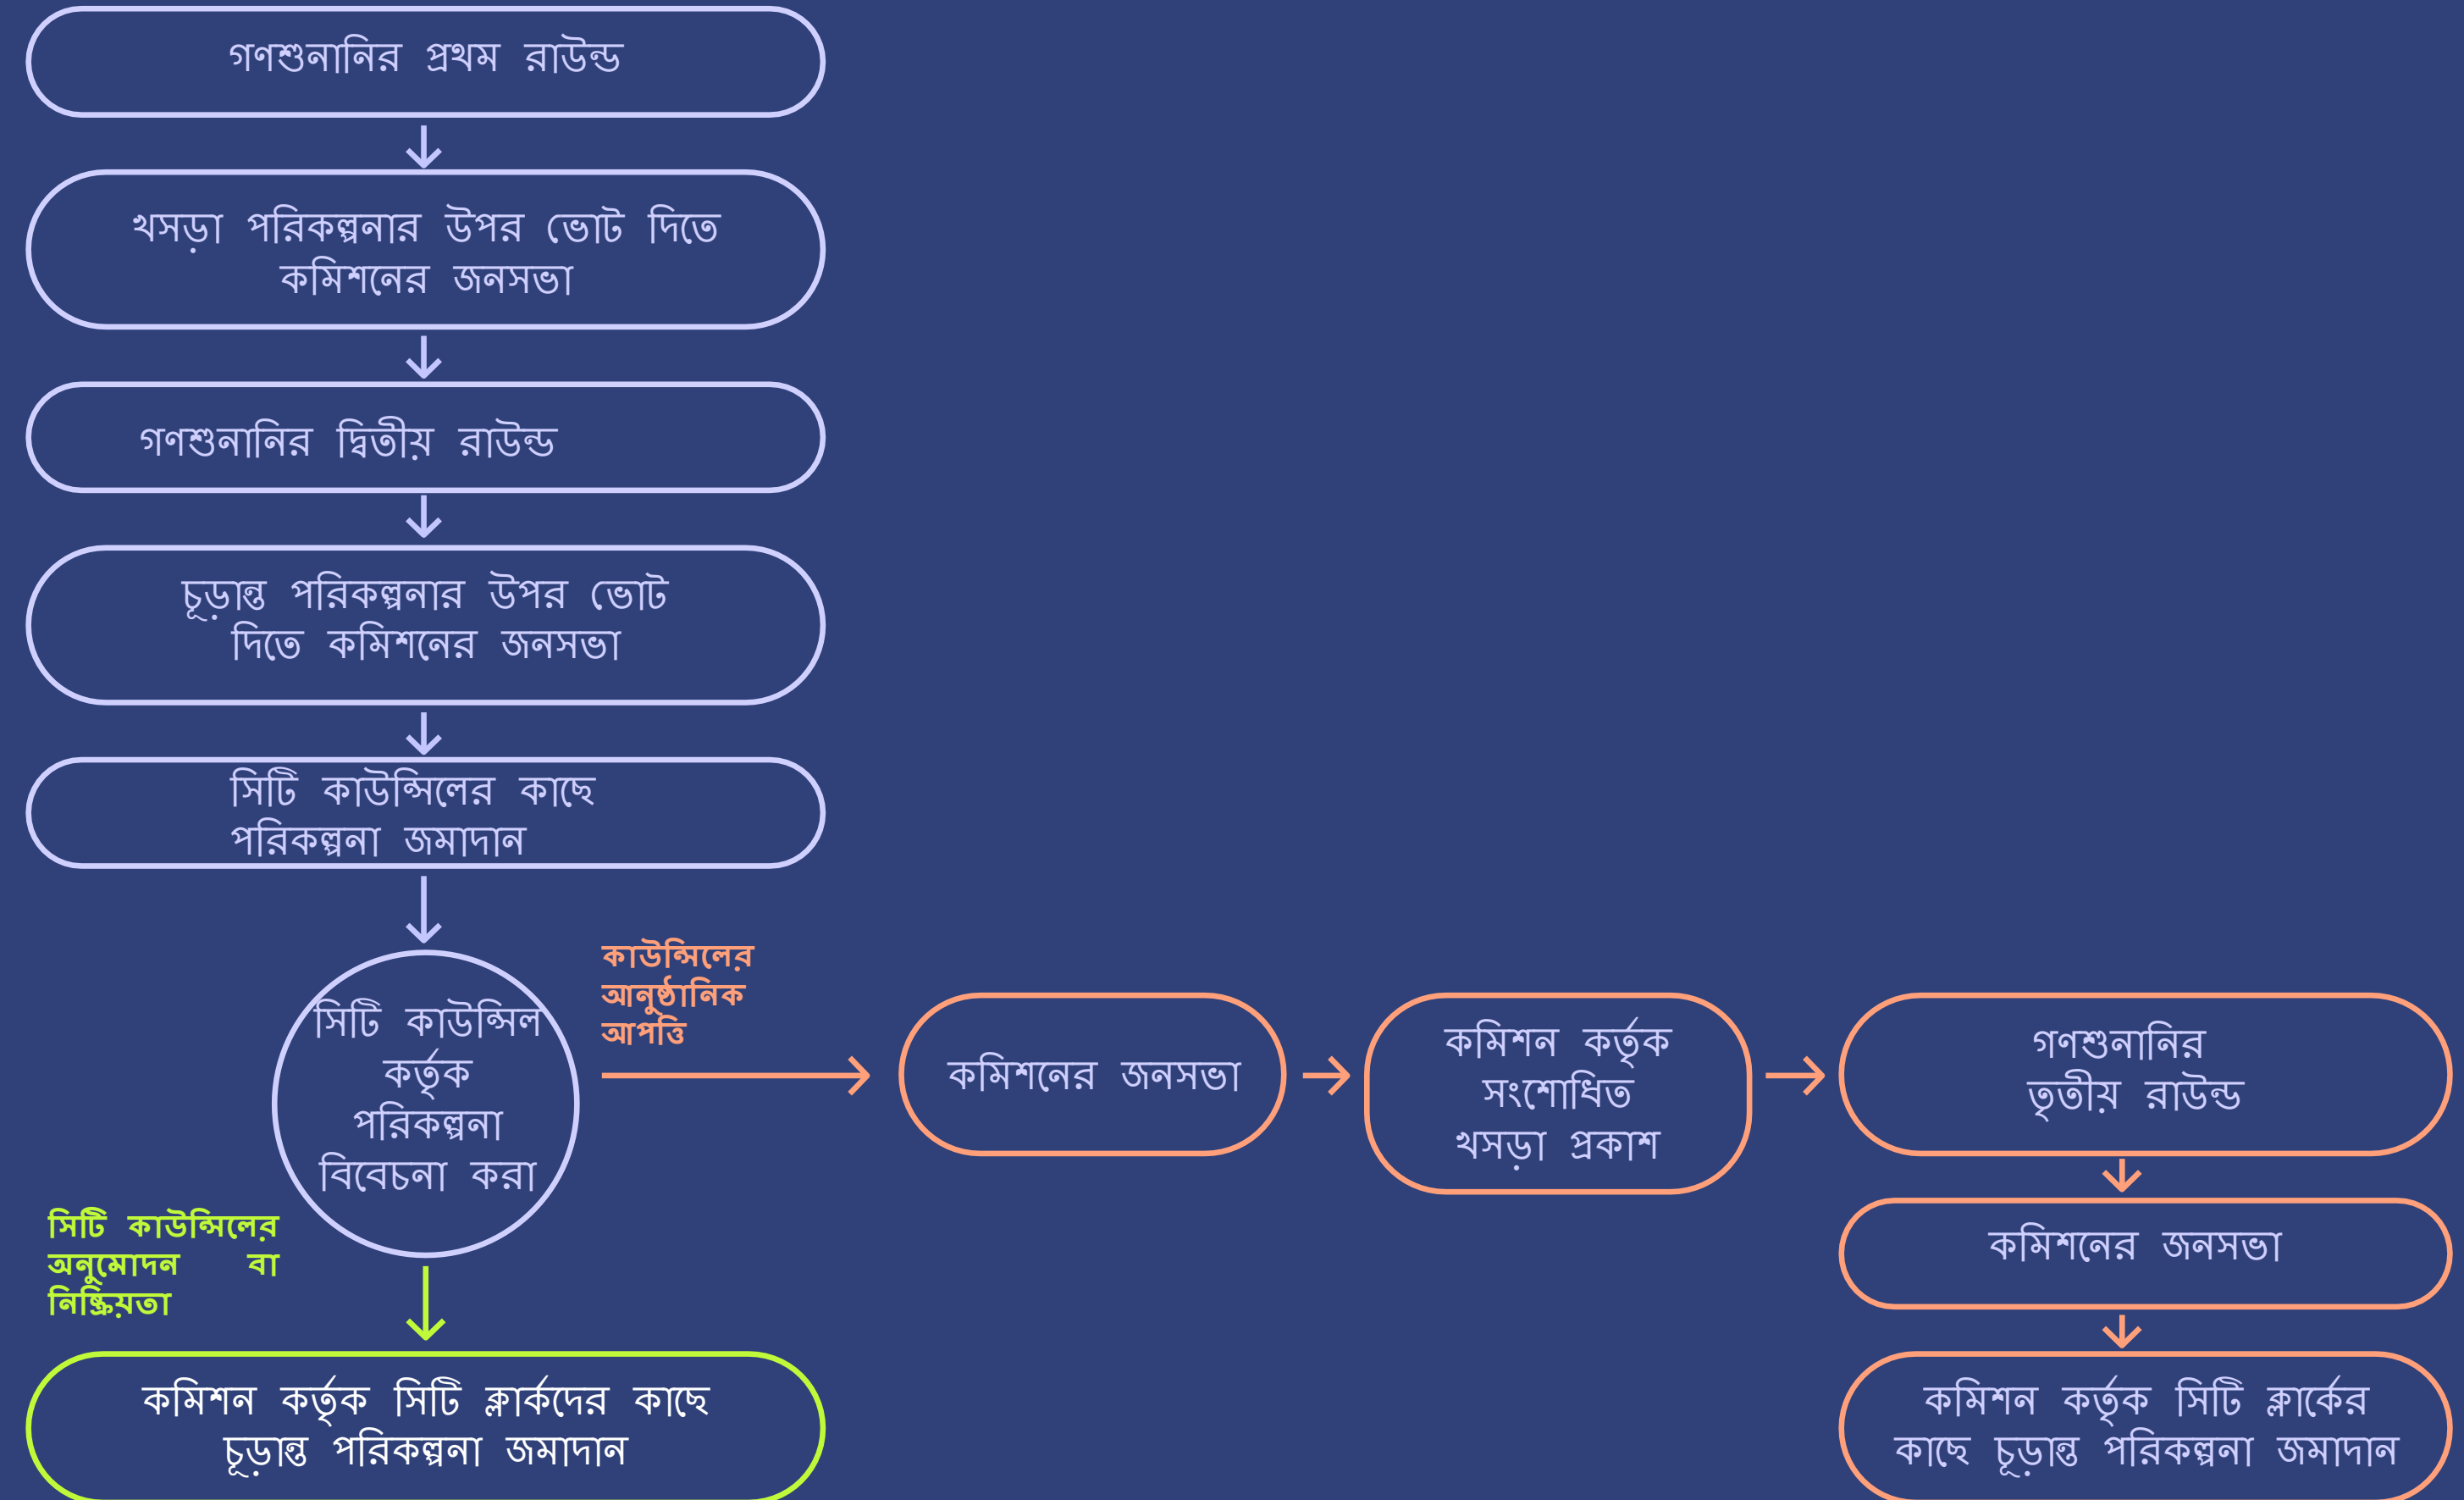 গণশুনানির প্রথম রাউন্ড
খসড়া পরিকল্পনার উপর ভোট দিতে
কমিশনের জনসভা
গণশুনানির দ্বিতীয় রাউন্ড
চূড়ান্ত পরিকল্পনার উপর ভোট
দিতে কমিশনের জনসভা
সিটি কাউন্সিলের কাছে
পরিকল্পনা জমাদান
সিটি কাউন্সিল
কর্তৃক
পরিকল্পনা
বিবেচনা করা
কাউন্সিলের
আনুষ্ঠানিক
আপত্তি
কমিশনের জনসভা
কমিশন কর্তৃক
সংশোধিত
খসড়া প্রকাশ
গণশুনানির
তৃতীয় রাউন্ড
কমিশনের জনসভা
কমিশন কর্তৃক সিটি ক্লার্কের
কাছে চূড়ান্ত পরিকল্পনা জমাদান
সিটি কাউন্সিলের
অনুমোদন বা
নিষ্ক্রিয়তা
কমিশন কর্তৃক সিটি ক্লার্কদের কাছে
চূড়ান্ত পরিকল্পনা জমাদান